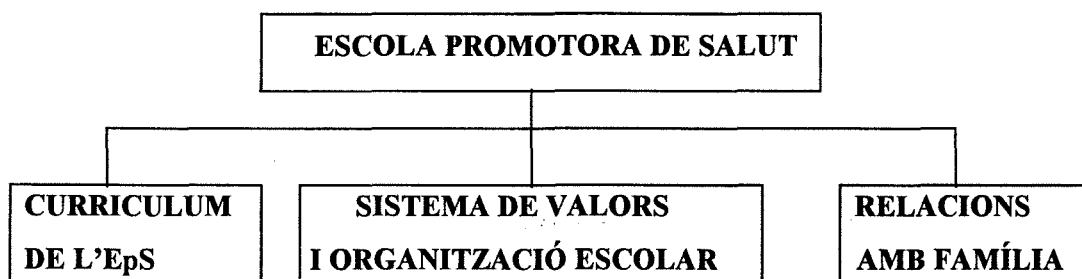 ESCOLA PROMOTORA DE SALUT
CURRICULUM
DE L'EpS
SISTEMA DE VALORS
I ORGANITZACIÓ ESCOLAR
RELACIONS
AMB FAMÍLIA